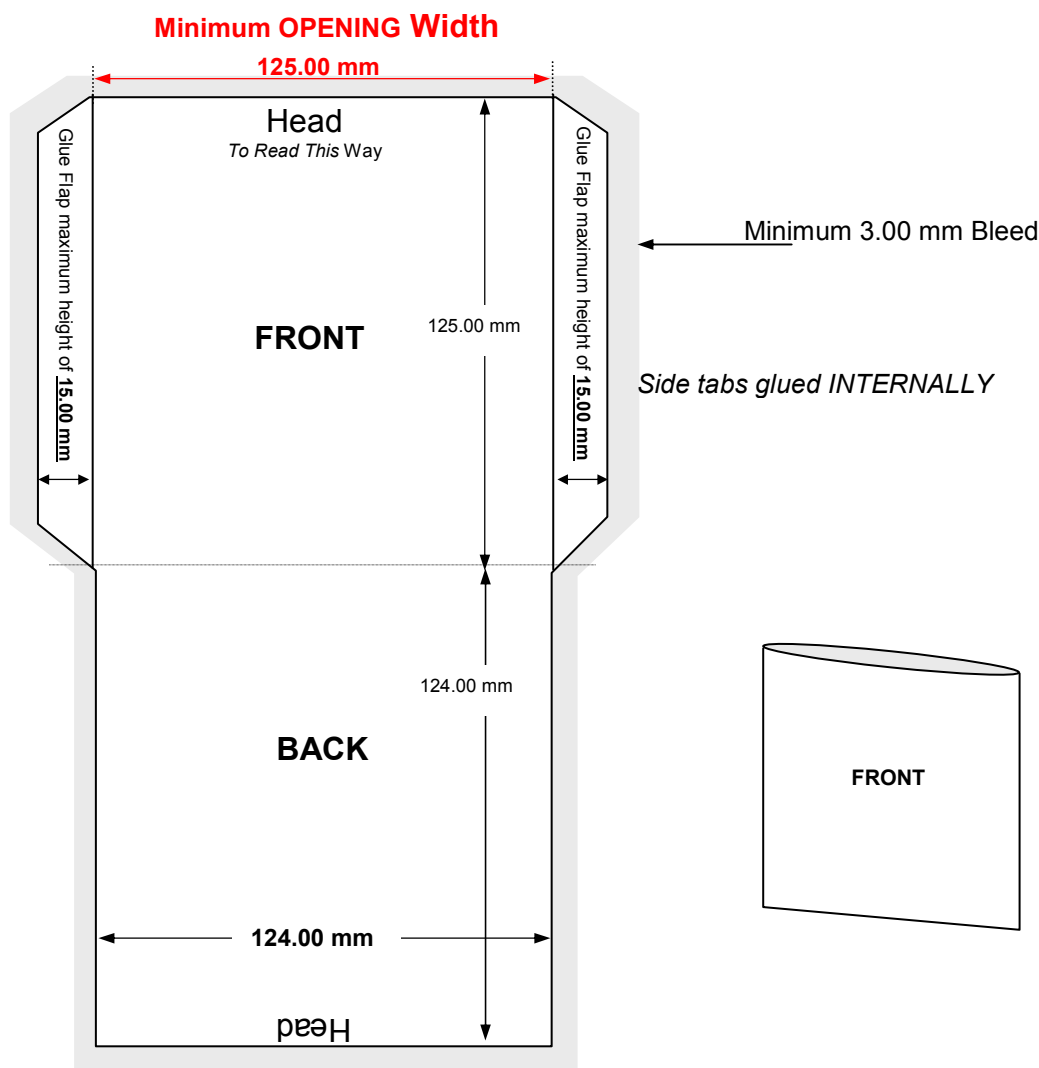 Minimum OPENING Width
125.00 mm
Head
To Read This Way
Glue Flap maximum height of 15.00 mm
Glue Flap maximum height of 15.00 mm
Minimum 3.00 mm Bleed
125.00 mm
FRONT
Side tabs glued INTERNALLY
124.00 mm
BACK
FRONT
124.00 mm
Head